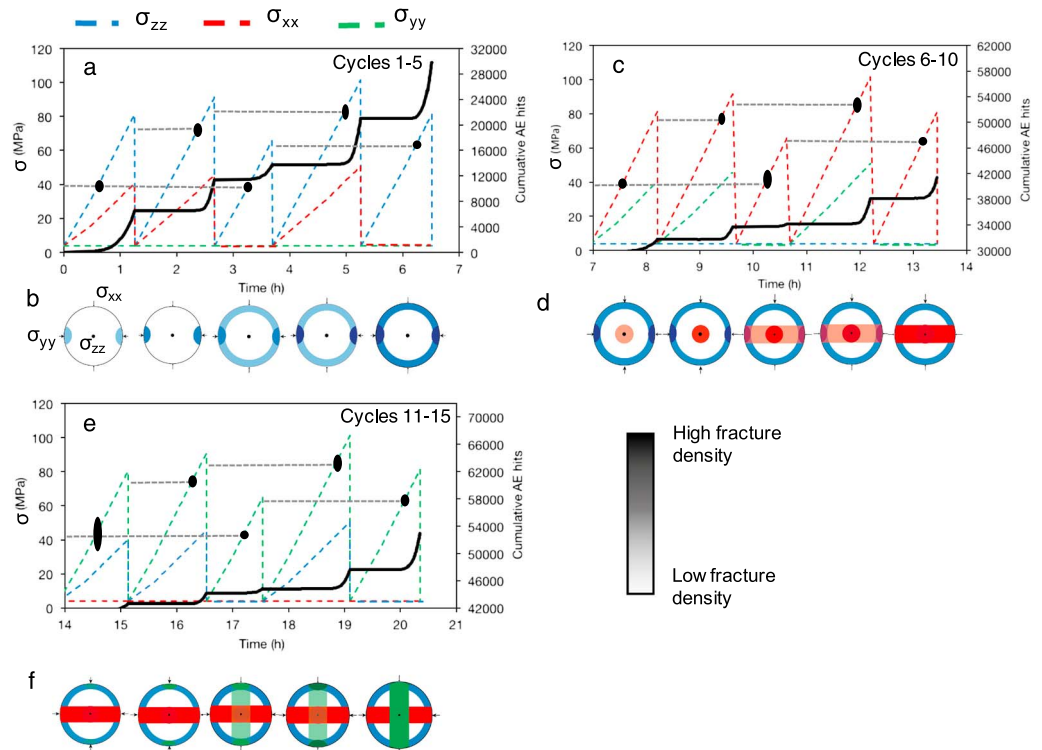 σzz σxx σyy
a
Cycles 1-5
120
100
80
60
40
20
0
σ (MPa)
32000
28000
24000
20000
16000
12000
8000
4000
0
Cumuative AE hits
0 1 2 3 4 5 6 7
Time (h)
c
Cycles 6-10
120
100
80
60
40
20
0
σ (MPa)
62000
58000
54000
50000
46000
42000
38000
34000
30000
Cumulative AE hits
7 8 9 10 11 12 13 14
Time (h)
b
σxx
σyy
σzz
d
e
Cycles 11-15
120
100
80
60
40
20
0
σ (MPa)
70000
66000
62000
58000
54000
50000
46000
42000
Cumulative AE hits
14 15 16 17 18 19 20 21
Time (h)
High fracture
density
Low fracture
density
f